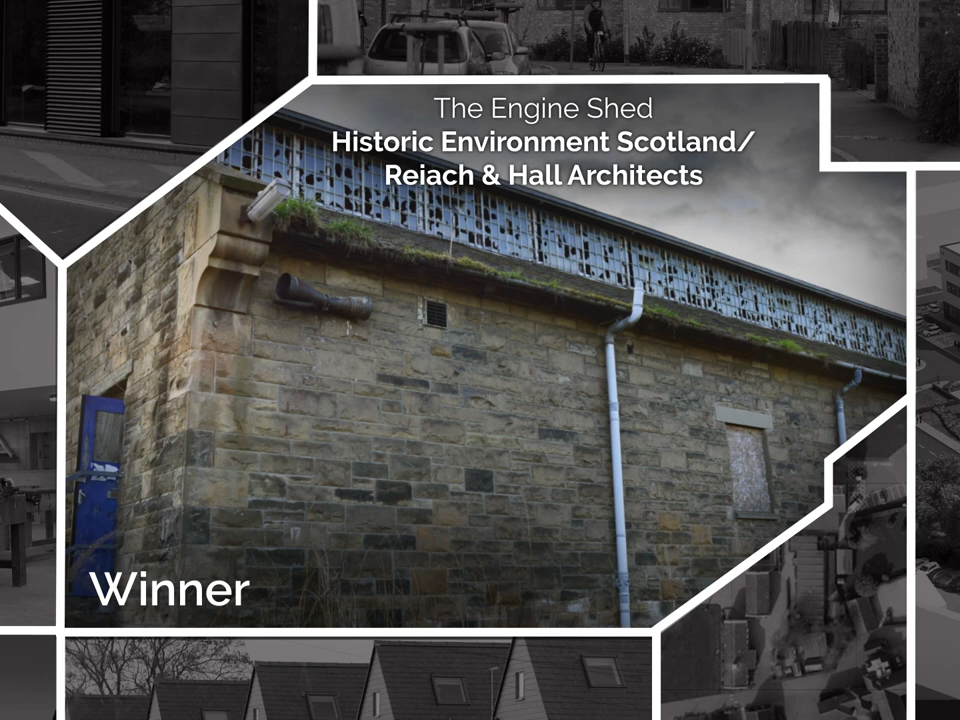 The Engine Shed
Historic Environment Scotland/
Reiach & Hall Architects
Winner